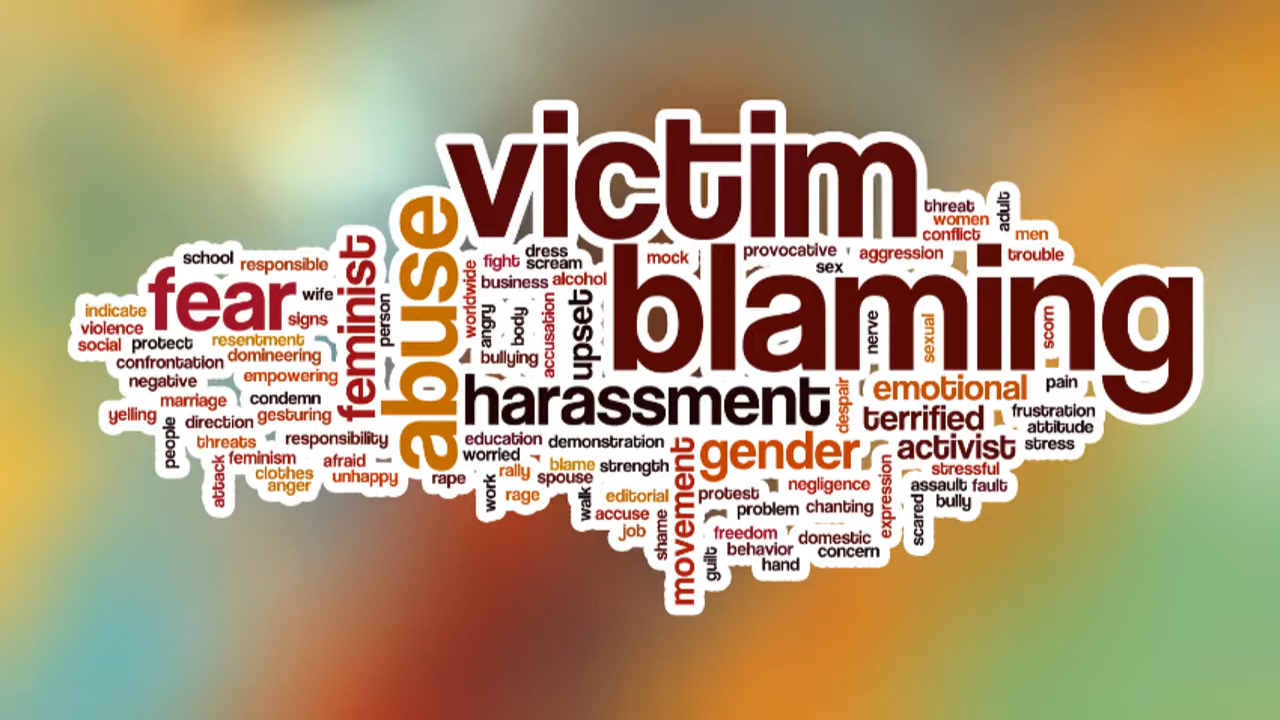 victim
blaming
abuse
harassment
fear
feminist
upset
movement
gender
emotional
terrified
activist
threat
women
conflict
adult
men
trouble
school
responsible
wife
signs
person
indicate
violence
social
protect
resentment
domineering
confrontation
negative
empowering
marriage
condemn
yelling
direction
gesturing
people
threats
responsibility
feminism
afraid
attack
clothes
anger
unhappy
worldwide
fight
dress
scream
business
alcohol
angry
body
accusation
bullying
mock
provocative
sex
aggression
nerve
sexual
scorn
despair
pain
frustration
attitude
stress
education
demonstration
worried
rape
rally
blame
strength
spouse
work
rage
walk
editorial
accuse
job
shame
protest
negligence
problem
chanting
expression
stressful
assault
fault
bully
scared
freedom
domestic
behavior
concern
guilt
hand